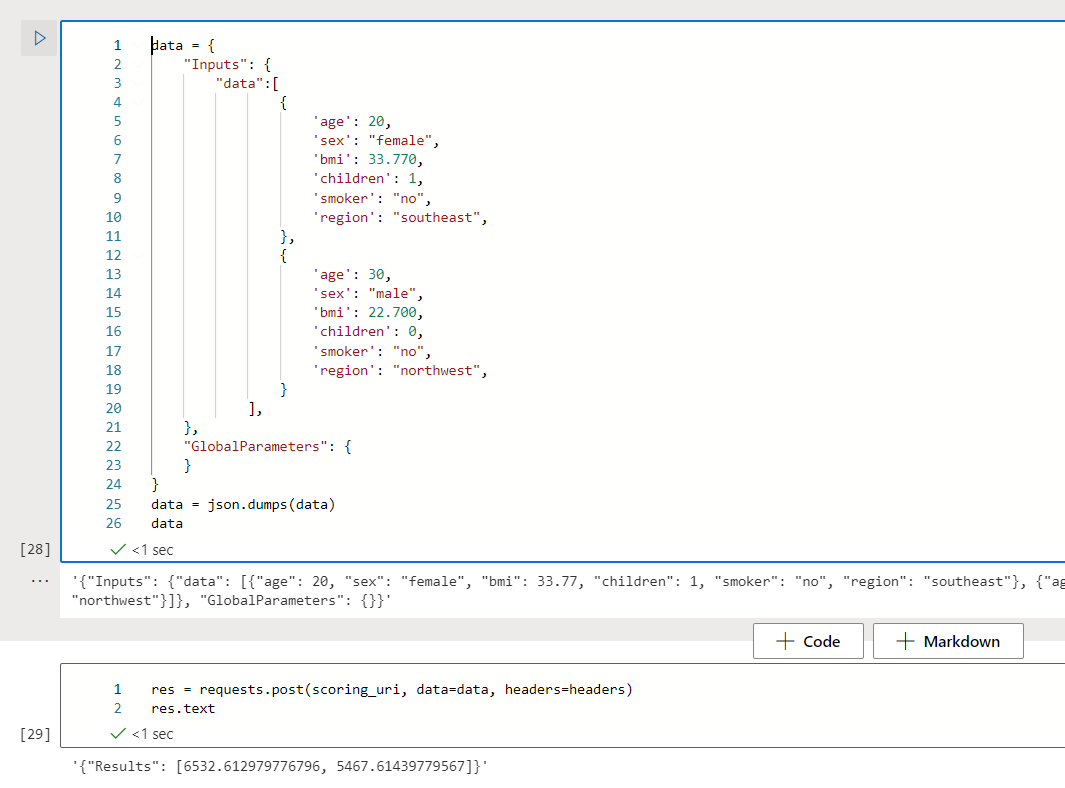 1 data = {
2 "Inputs": {
3 "data":[
4 {
5 'age': 20,
6 'sex': "female",
7 'bmi': 33.770,
8 'children': 1,
9 'smoker': "no",
10 'region': "southeast",
11 },
12 {
13 'age': 30,
14 'sex': "male",
15 'bmi': 22.700,
16 'children': 0,
17 'smoker': "no",
18 'region': "northwest",
19 }
20 ],
21 },
22 "GlobalParameters": {
23 }
24 }
25 data = json.dumps(data)
26 data
[28] <1 sec
... '{"Inputs": {"data": [{"age": 20, "sex": "female", "bmi": 33.77, "children": 1, "smoker": "no", "region": "southeast"}, {"ag
"northwest"}]}, "GlobalParameters": {}}'
+ Code + Markdown
1 res = requests.post(scoring_uri, data=data, headers=headers)
2 res.text
[29] <1 sec
'{"Results": [6532.612979776796, 5467.61439779567]}'